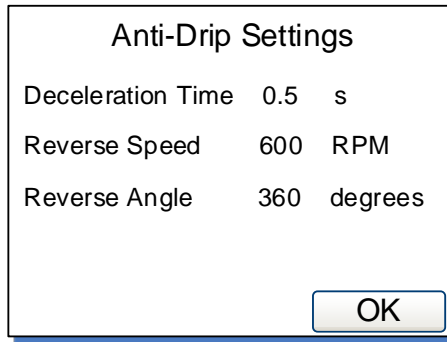 Anti-Drip Settings
Deceleration Time 0.5 s
Reverse Speed 600 RPM
Reverse Angle 360 degrees
OK